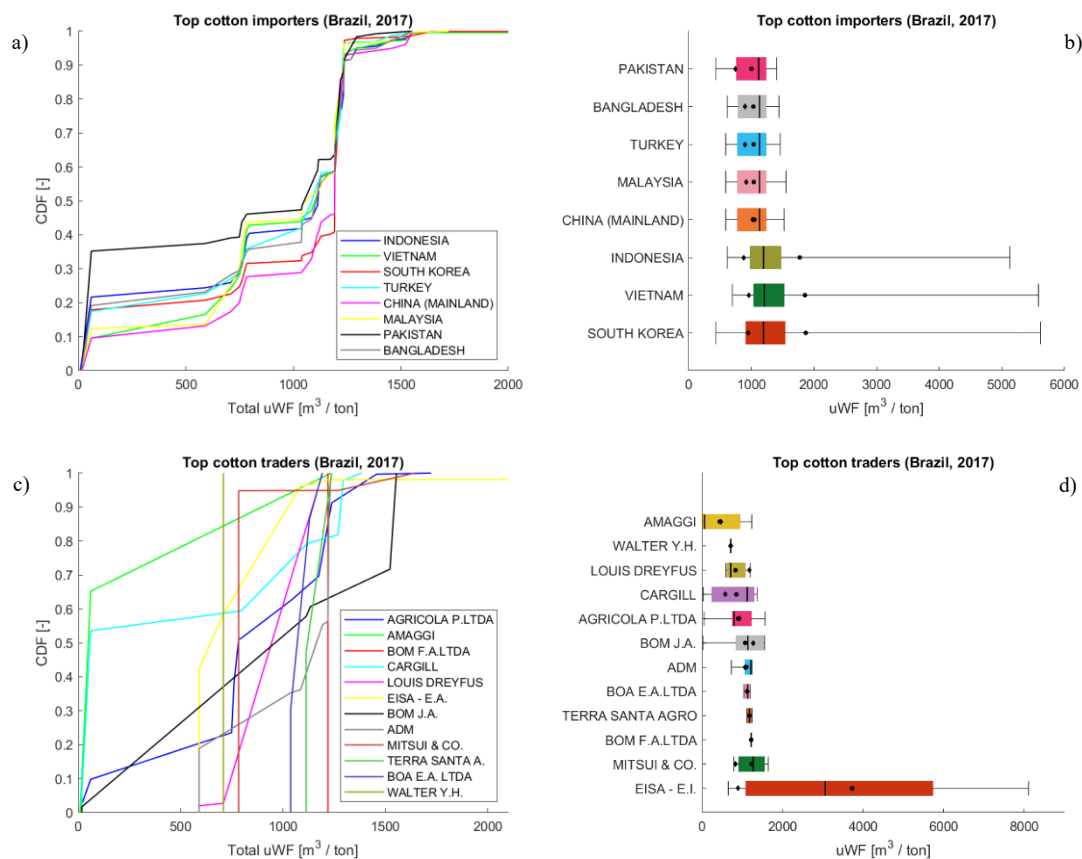 a)
Top cotton importers (Brazil, 2017)
1
0.9
0.8
0.7
0.6
0.5
0.4
0.3
0.2
0.1
0
CDF [-]
INDONESIA
VIETNAM
SOUTH KOREA
TURKEY
CHINA (MAINLAND)
MALAYSIA
PAKISTAN
BANGLADESH
0 500 1000 1500 2000
Total uWF [m³ / ton]
b)
Top cotton importers (Brazil, 2017)
PAKISTAN
BANGLADESH
TURKEY
MALAYSIA
CHINA (MAINLAND)
INDONESIA
VIETNAM
SOUTH KOREA
0 1000 2000 3000 4000 5000 6000
uWF [m³ / ton]
c)
Top cotton traders (Brazil, 2017)
1
0.9
0.8
0.7
0.6
0.5
0.4
0.3
0.2
0.1
0
CDF [-]
AGRICOLA P.LTDA
AMAGGI
BOM F.A.LTDA
CARGILL
LOUIS DREYFUS
EISA - E.A.
BOM J.A.
ADM
MITSUI & CO.
TERRA SANTA A.
BOA E.A. LTDA
WALTER Y.H.
0 500 1000 1500 2000
Total uWF [m³ / ton]
d)
Top cotton traders (Brazil, 2017)
AMAGGI
WALTER Y.H.
LOUIS DREYFUS
CARGILL
AGRICOLA P.LTDA
BOM J.A.
ADM
BOA E.A.LTDA
TERRA SANTA AGRO
BOM F.A.LTDA
MITSUI & CO.
EISA - E.I.
0 2000 4000 6000 8000
uWF [m³ / ton]